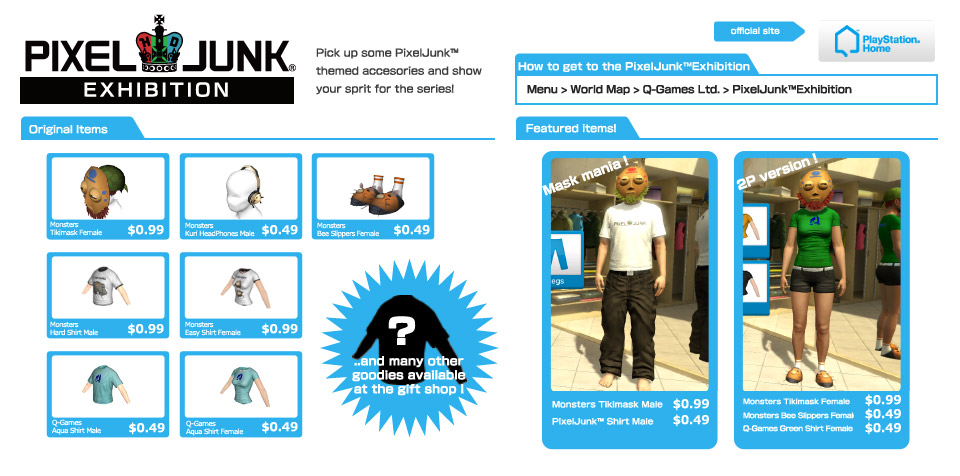 PIXEL JUNK®
EXHIBITION
Pick up some PixelJunk™
themed accesories and show
your sprit for the series!
official site
PlayStation®
Home
How to get to the PixelJunk™Exhibition
Menu > World Map > Q-Games Ltd. > PixelJunk™Exhibition
Original Items
Monsters
Tikimask Female $0.99
Monsters
Kuri HeadPhones Male $0.49
Monsters
Bee Slippers Female $0.49
Monsters
Hard Shirt Male $0.99
Monsters
Easy Shirt Female $0.99
Q-Games
Aqua Shirt Male $0.49
Q-Games
Aqua Shirt Female $0.49
?
..and many other
goodies available
at the gift shop !
Featured items!
Mask mania !
PIXEL JUNK
egs
Monsters Tikimask Male $0.99
PixelJunk™ Shirt Male $0.49
2P version !
Monsters Tikimask Female $0.99
Monsters Bee Slippers Femal $0.49
Q-Games Green Shirt Female $0.49